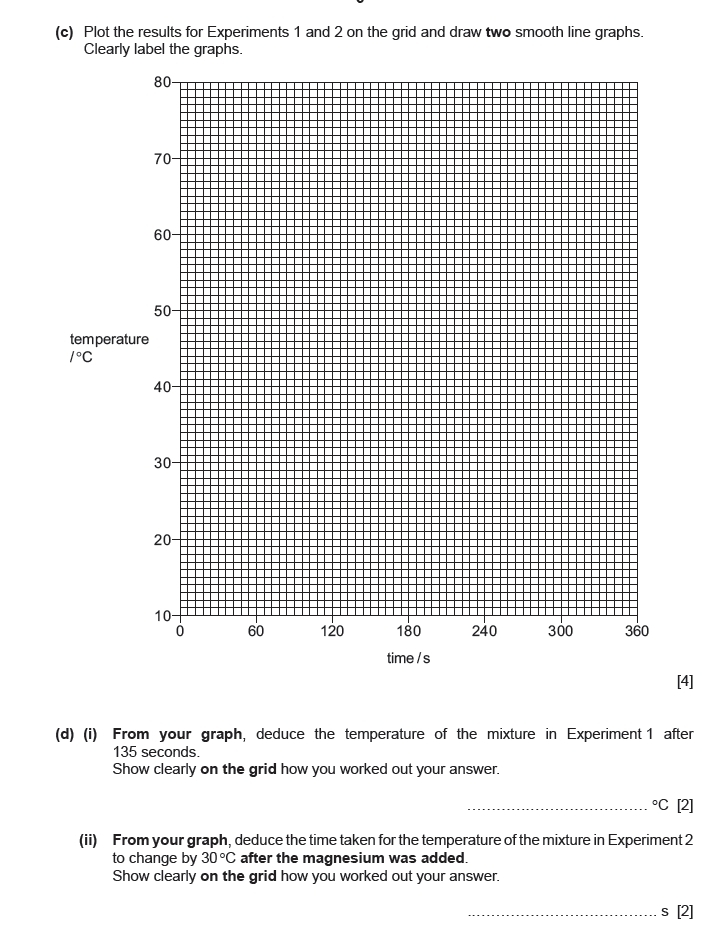 (c) Plot the results for Experiments 1 and 2 on the grid and draw two smooth line graphs.
Clearly label the graphs.
80
70
60
50
temperature
/°C
40
30
20
10
0 60 120 180 240 300 360
time/s
[4]
(d) (i) From your graph, deduce the temperature of the mixture in Experiment 1 after
135 seconds.
Show clearly on the grid how you worked out your answer.
..................................... °C [2]
(ii) From your graph, deduce the time taken for the temperature of the mixture in Experiment 2
to change by 30°C after the magnesium was added.
Show clearly on the grid how you worked out your answer.
....................................... s [2]